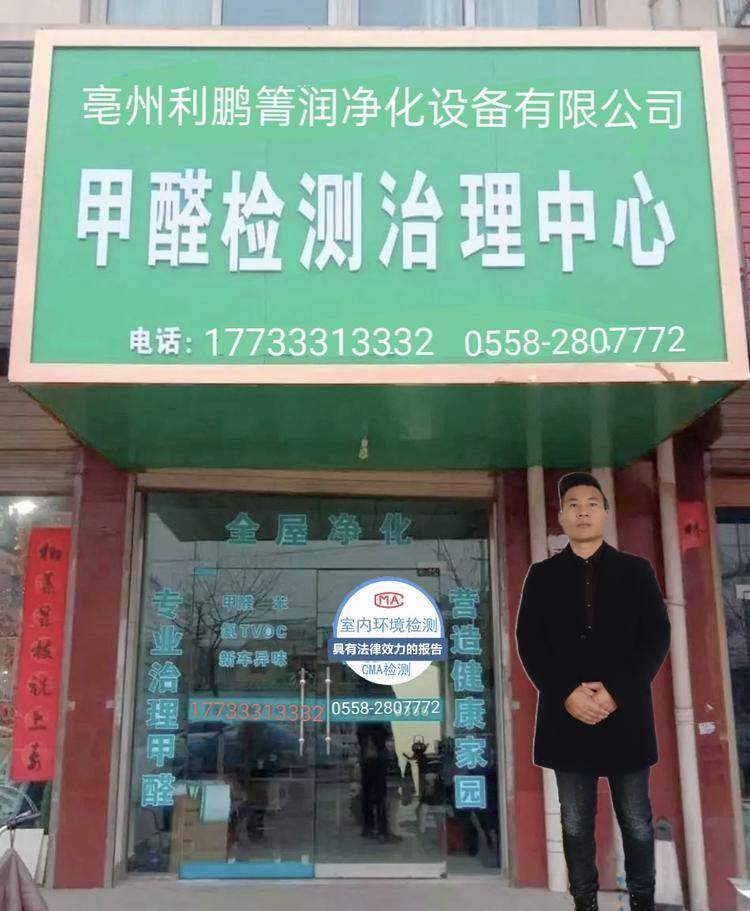 亳州利鹏箐润净化设备有限公司
甲醛检测治理中心
电话：17733313332 0558-2807772
全屋净化
专业治理甲醛
甲醛 苯
氨TVOC
新车异味
CMA
室内环境检测
具有法律效力的报告
CMA检测
营造健康家园
17733313332
0558-2807772